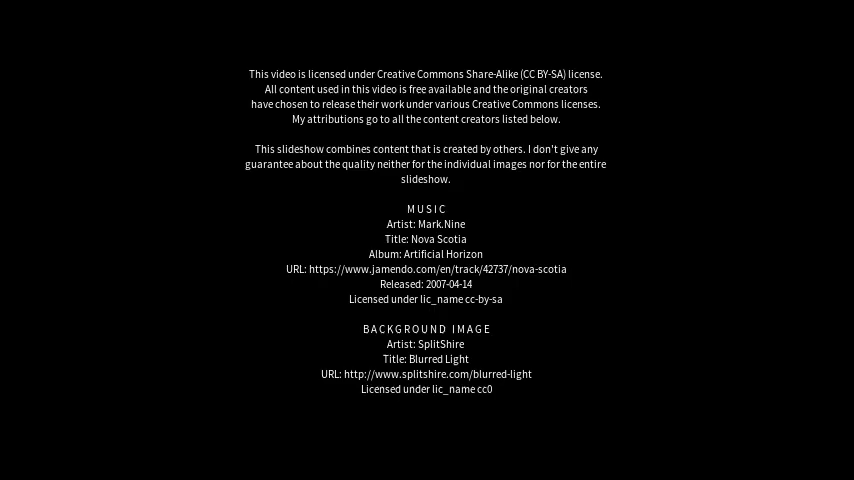 This video is licensed under Creative Commons Share-Alike (CC BY-SA) license.
All content used in this video is free available and the original creators
have chosen to release their work under various Creative Commons licenses.
My attributions go to all the content creators listed below.
This slideshow combines content that is created by others. I don't give any
guarantee about the quality neither for the individual images nor for the entire
slideshow.
MUSIC
Artist: Mark.Nine
Title: Nova Scotia
Album: Artificial Horizon
URL: https://www.jamendo.com/en/track/42737/nova-scotia
Released: 2007-04-14
Licensed under lic_name cc-by-sa
BACKGROUND IMAGE
Artist: SplitShire
Title: Blurred Light
URL: http://www.splitshire.com/blurred-light
Licensed under lic_name cc0